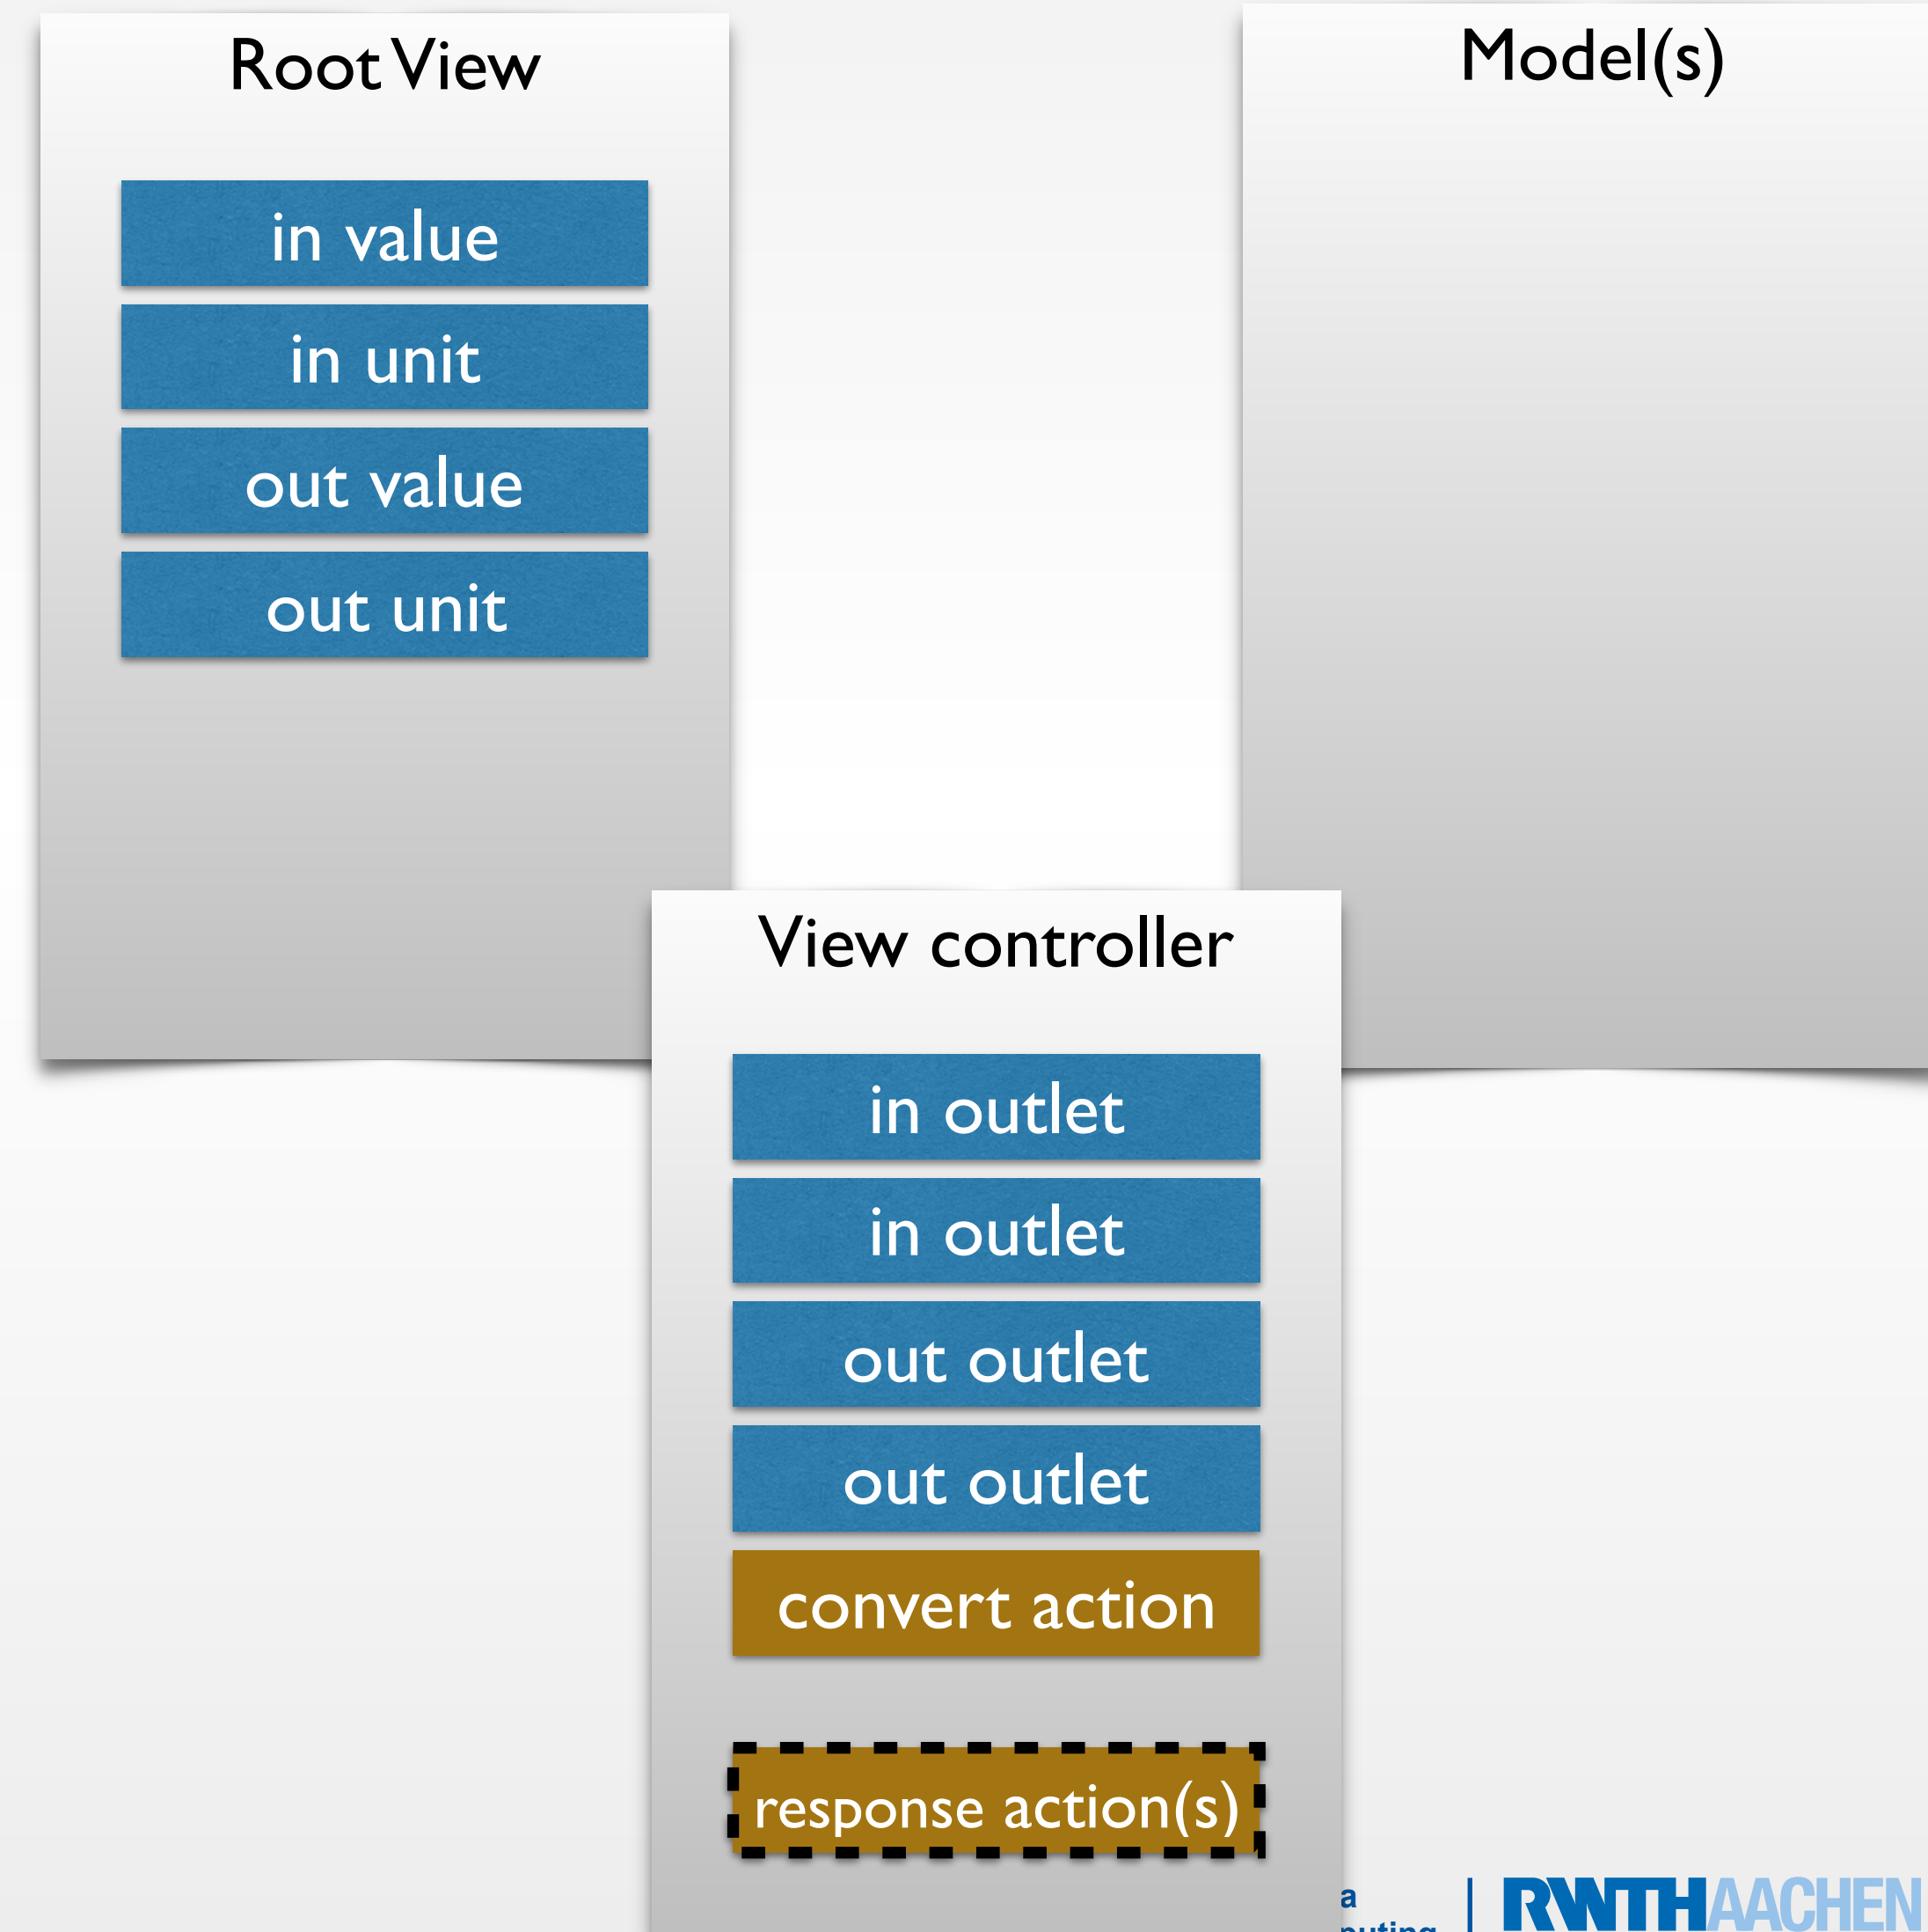 Root View
in value
in unit
out value
out unit
Model(s)
View controller
in outlet
in outlet
out outlet
out outlet
convert action
response action(s)
RWTHAACHEN